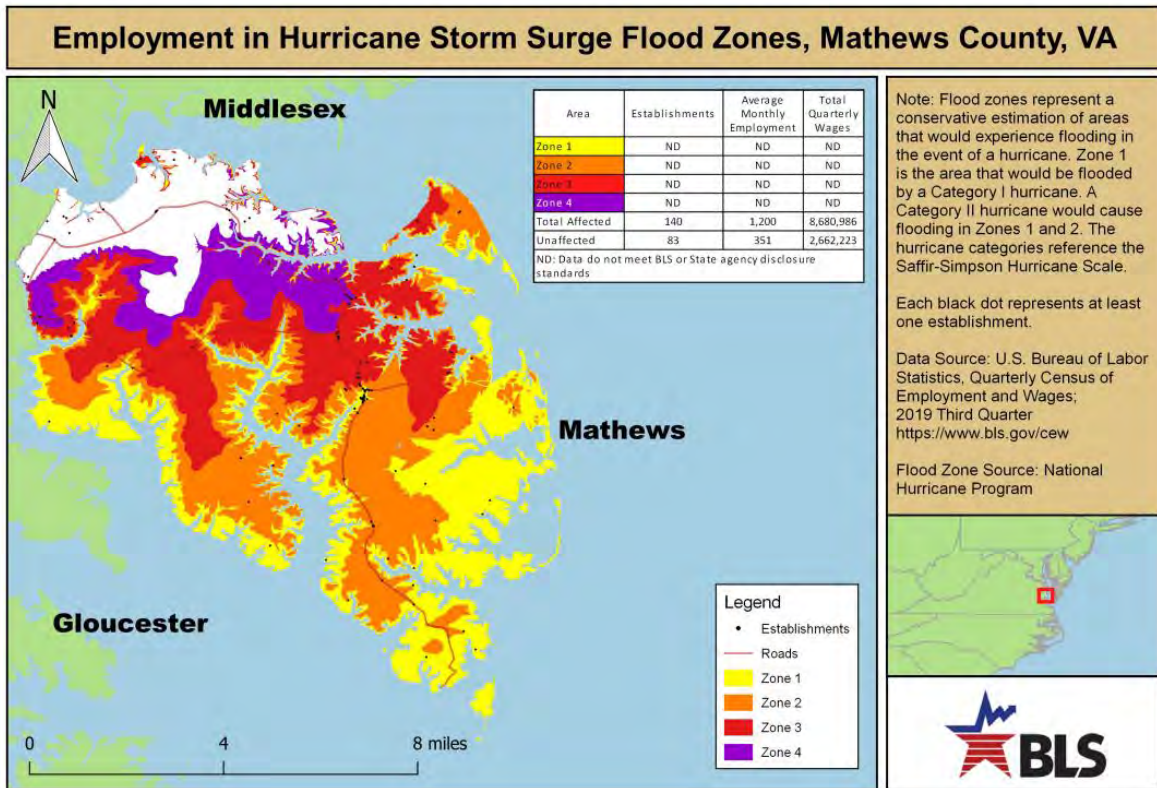 Employment in Hurricane Storm Surge Flood Zones, Mathews County, VA
N
Middlesex
Mathews
Gloucester
Area Establishments Average Monthly Employment Total Quarterly Wages
Zone 1 ND ND ND
Zone 2 ND ND ND
Zone 3 ND ND ND
Zone 4 ND ND ND
Total Affected 140 1,200 8,680,986
Unaffected 83 351 2,662,223
ND: Data do not meet BLS or State agency disclosure
standards
Legend
Establishments
Roads
Zone 1
Zone 2
Zone 3
Zone 4
0 4 8 miles
Note: Flood zones represent a
conservative estimation of areas
that would experience flooding in
the event of a hurricane. Zone 1
is the area that would be flooded
by a Category I hurricane. A
Category II hurricane would cause
flooding in Zones 1 and 2. The
hurricane categories reference the
Saffir-Simpson Hurricane Scale.
Each black dot represents at least
one establishment.
Data Source: U.S. Bureau of Labor
Statistics, Quarterly Census of
Employment and Wages;
2019 Third Quarter
https://www.bls.gov/cew
Flood Zone Source: National
Hurricane Program
BLS